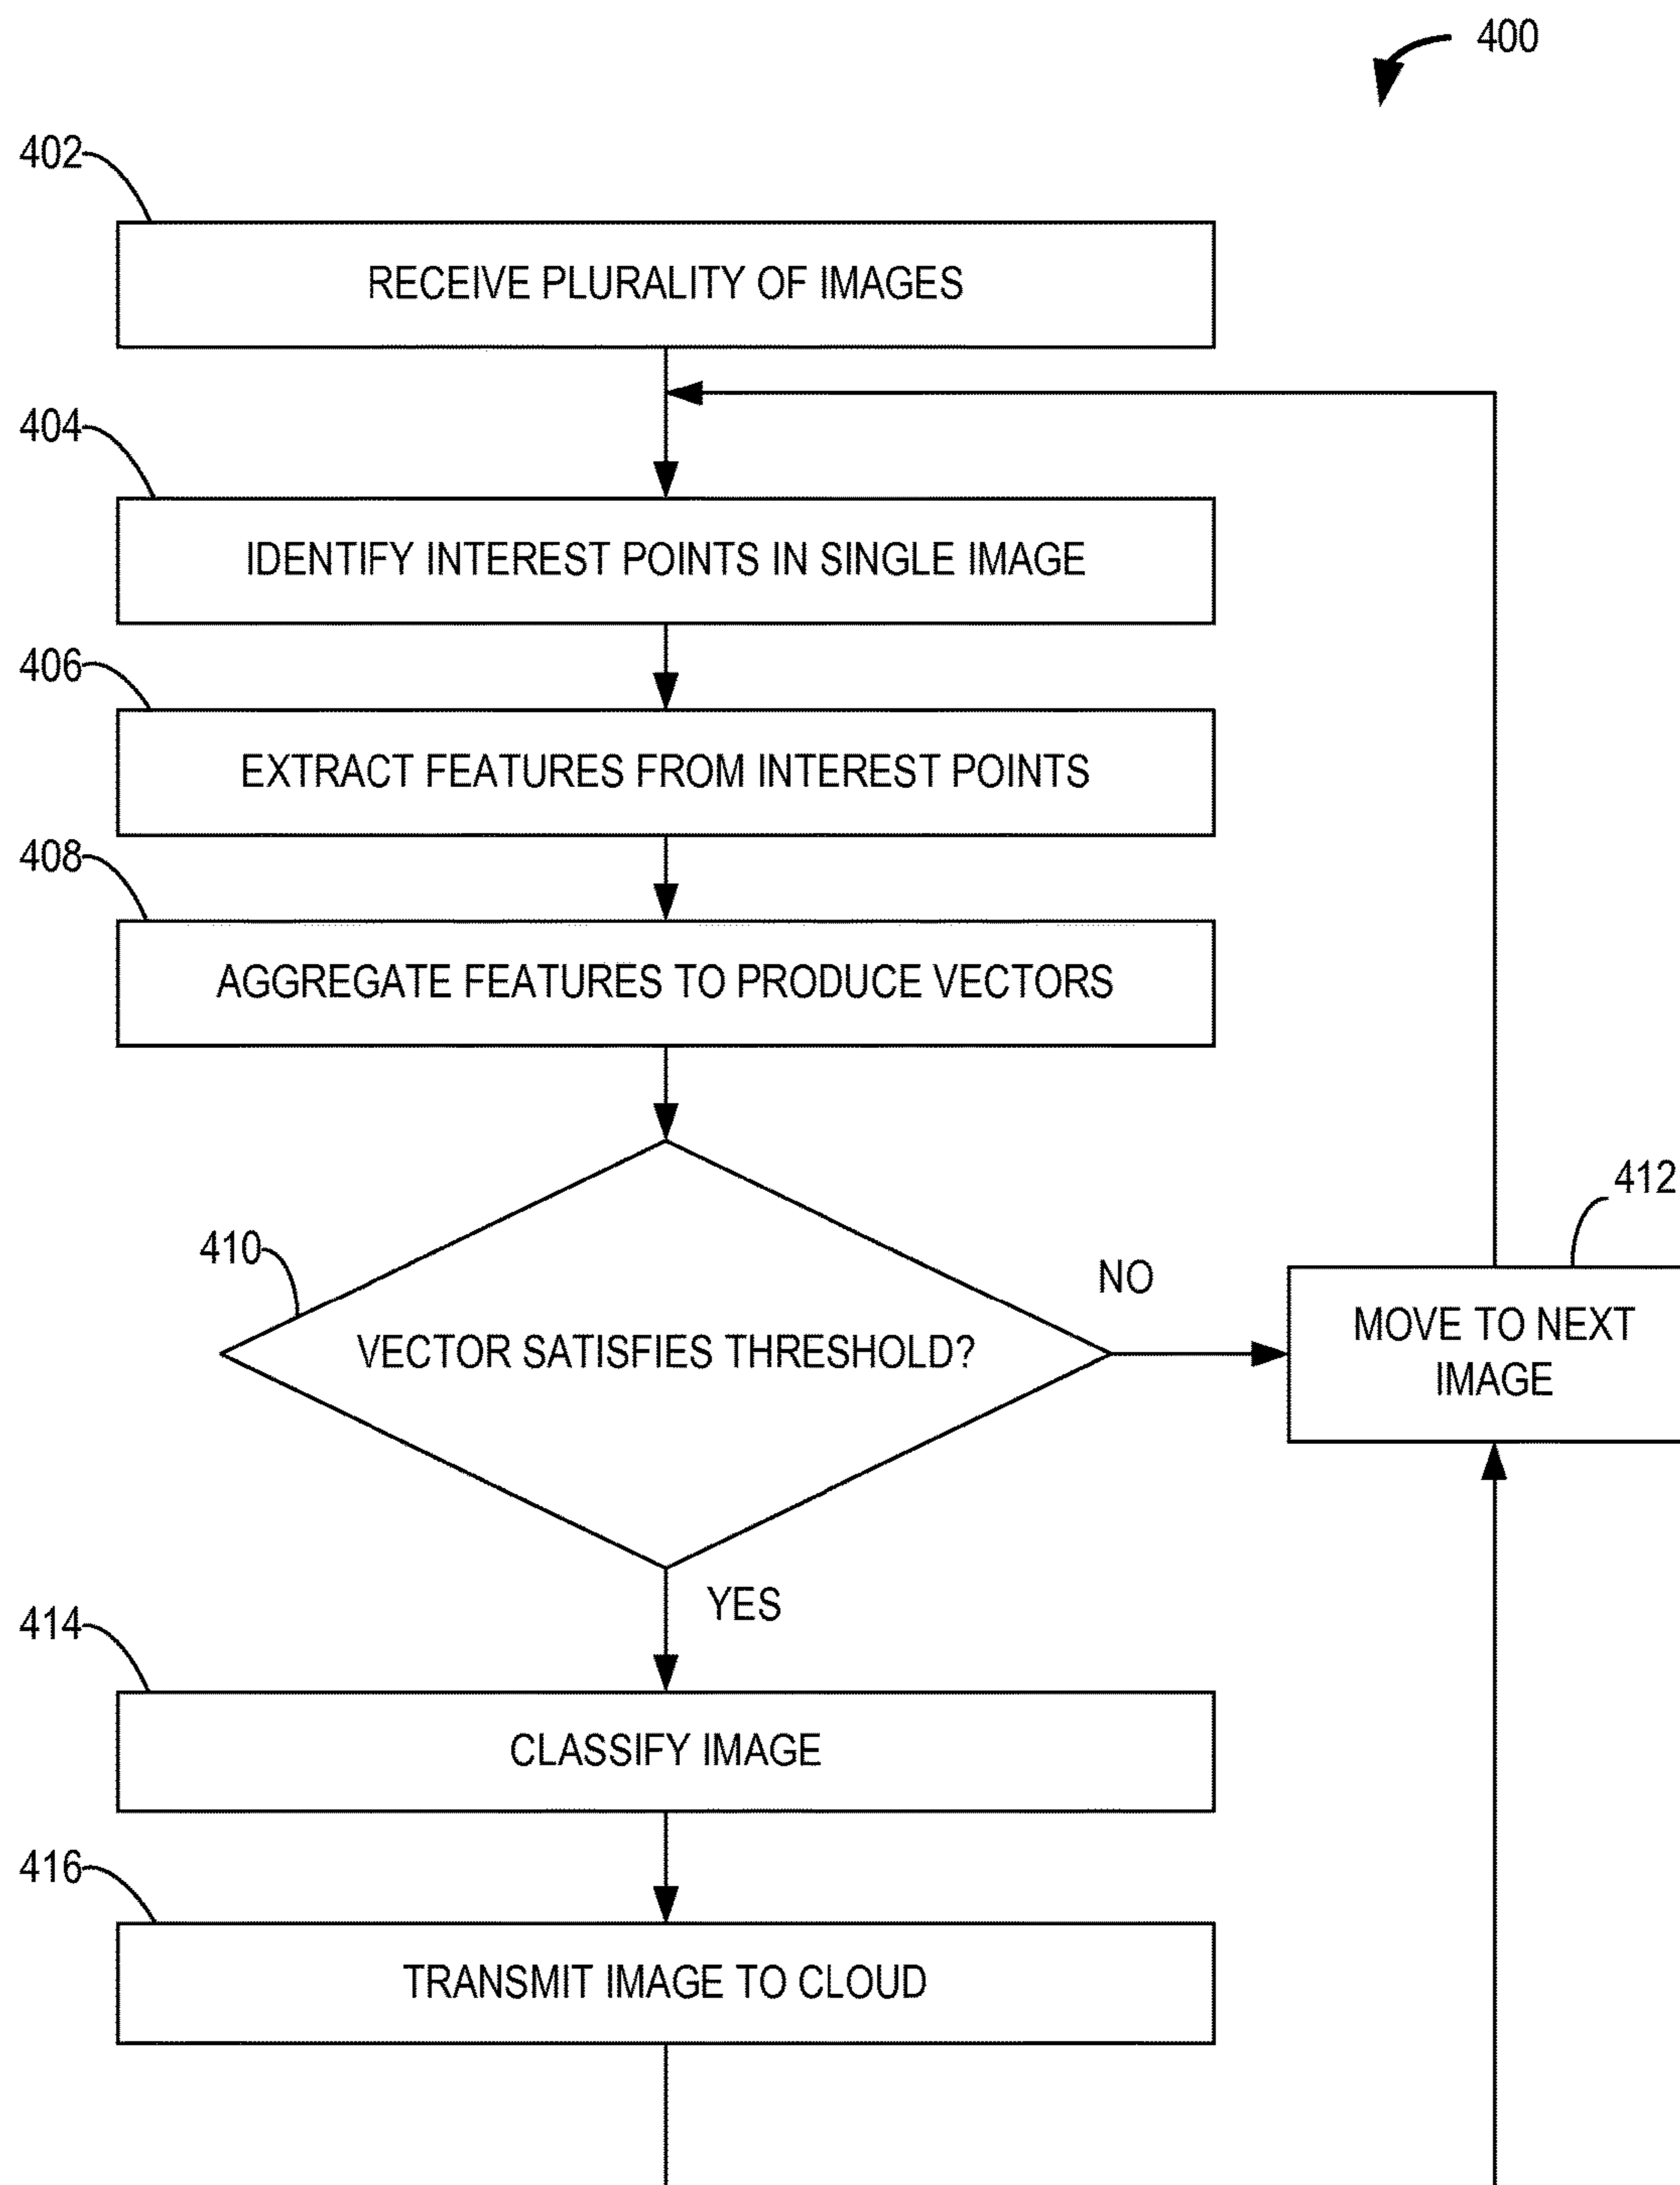 400
402
RECEIVE PLURALITY OF IMAGES
404
IDENTIFY INTEREST POINTS IN SINGLE IMAGE
406
EXTRACT FEATURES FROM INTEREST POINTS
408
AGGREGATE FEATURES TO PRODUCE VECTORS
410
VECTOR SATISFIES THRESHOLD?
NO
412
MOVE TO NEXT
IMAGE
YES
414
CLASSIFY IMAGE
416
TRANSMIT IMAGE TO CLOUD